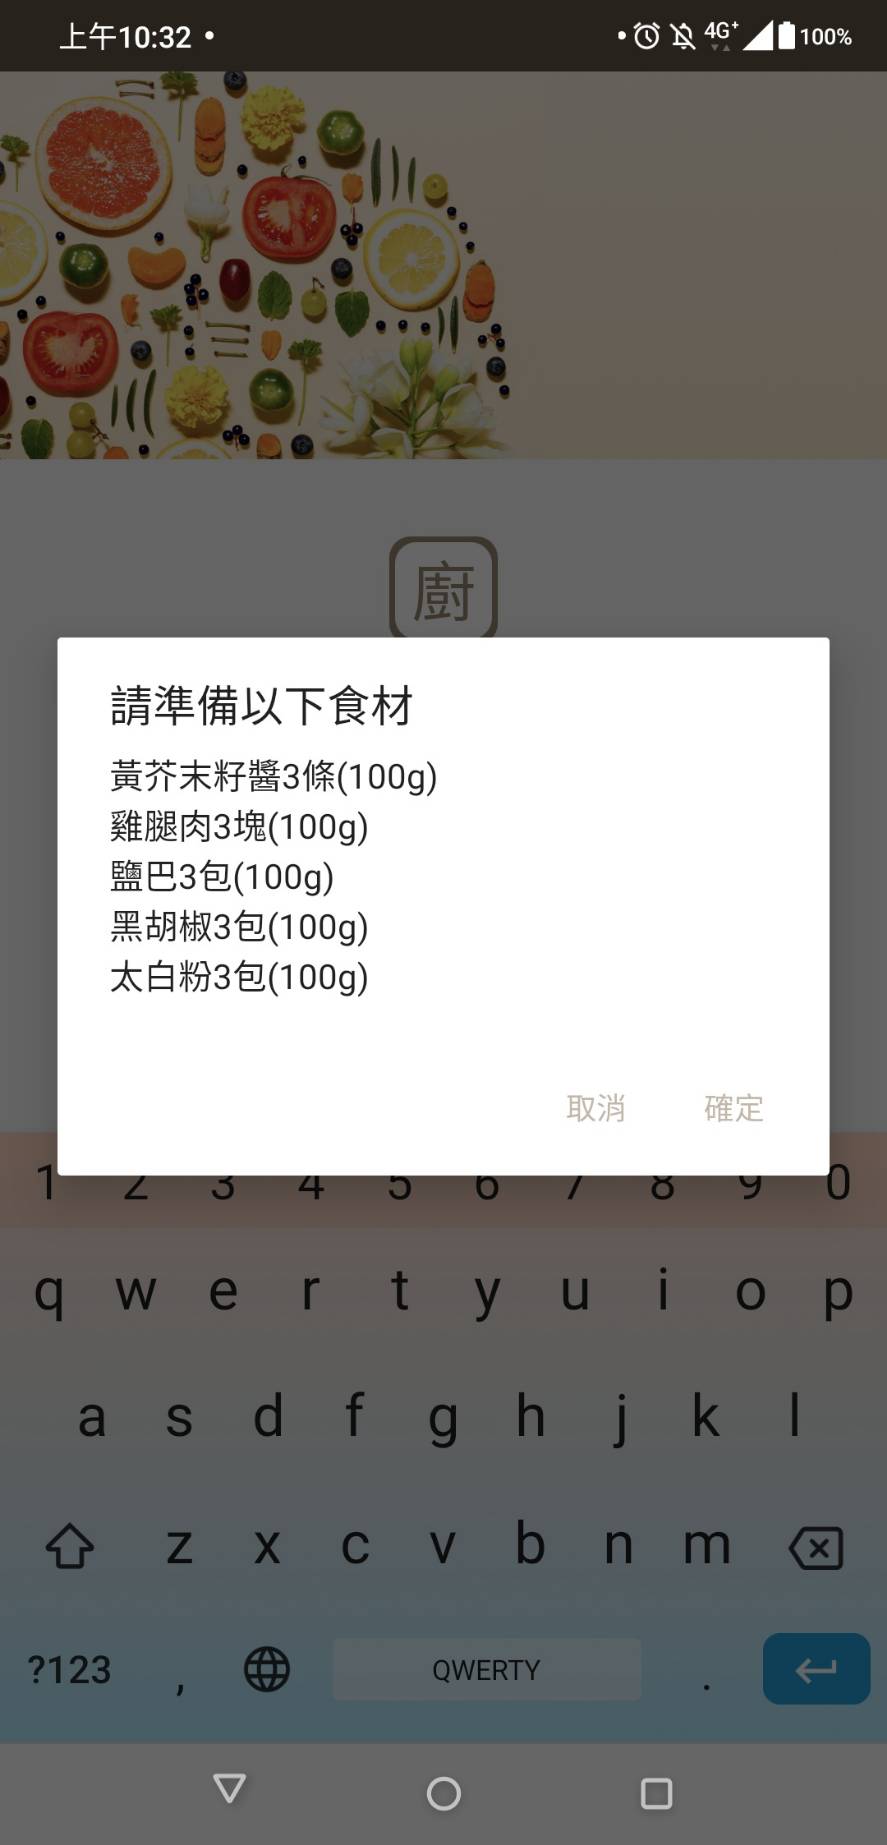 上午10:32
4G+
100%
廚
請準備以下食材
黃芥末籽醬3條(100g)
雞腿肉3塊(100g)
鹽巴3包(100g)
黑胡椒3包(100g)
太白粉3包(100g)
取消 確定
1 2 3 4 5 6 7 8 9 0
q w e r t y u i o p
a s d f g h j k l
z x c v b n m
?123 , QWERTY .